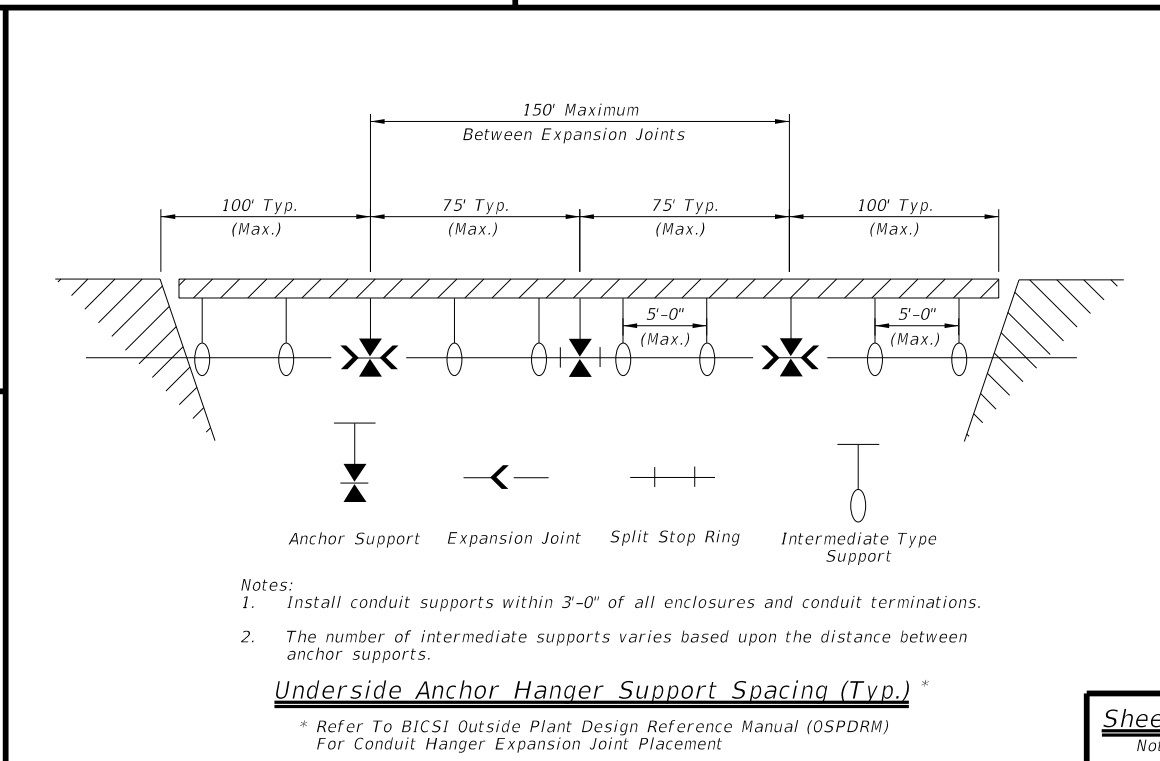 150' Maximum
Between Expansion Joints
100' Typ.
(Max.)
75' Typ.
(Max.)
75' Typ.
(Max.)
100' Typ.
(Max.)
5'-0"
(Max.)
5'-0"
(Max.)
Anchor Support
Expansion Joint
Split Stop Ring
Intermediate Type
Support
Notes:
1. Install conduit supports within 3'-0" of all enclosures and conduit terminations.
2. The number of intermediate supports varies based upon the distance between
anchor supports.
Underside Anchor Hanger Support Spacing (Typ.) *
* Refer To BICSI Outside Plant Design Reference Manual (OSPDRM)
For Conduit Hanger Expansion Joint Placement